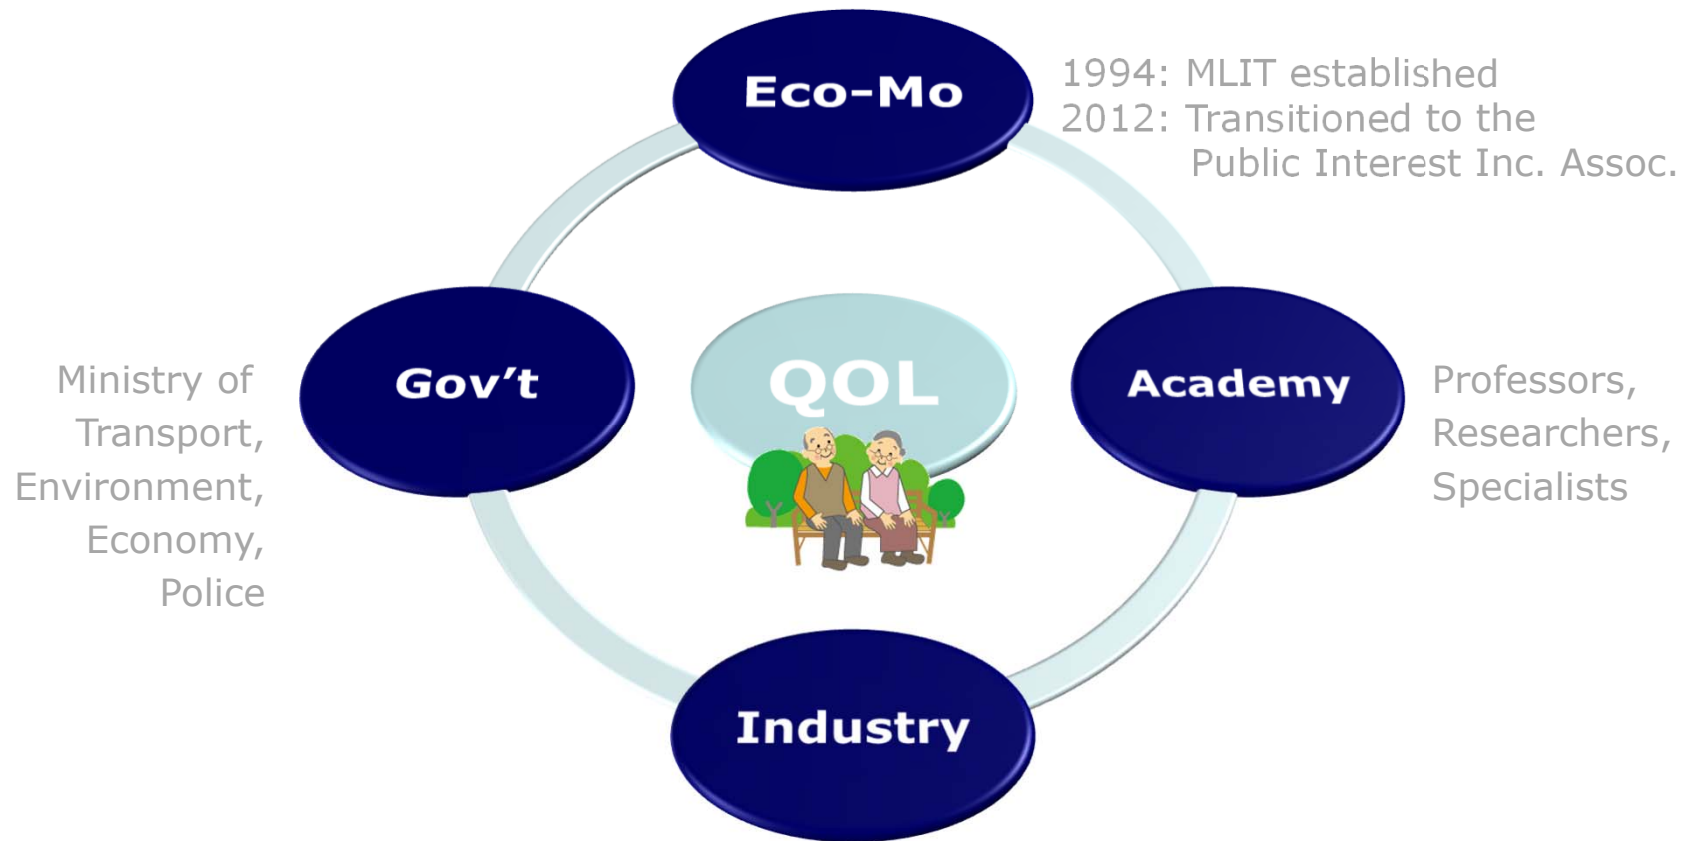 Eco-Mo
1994: MLIT established
2012: Transitioned to the
Public Interest Inc. Assoc.
Gov't
Ministry of
Transport,
Environment,
Economy,
Police
QOL
Academy
Professors,
Researchers,
Specialists
Industry